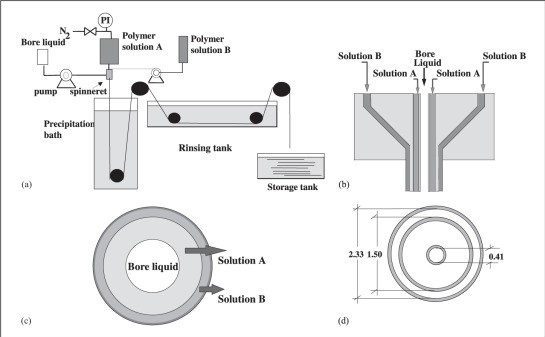 N₂
PI
Polymer
solution A
Polymer
solution B
Bore liquid
pump
spinneret
Precipitation
bath
Rinsing tank
Storage tank
(a)
Solution B
Bore
Liquid
Solution B
Solution A
Solution A
(b)
Bore liquid
Solution A
Solution B
(c)
2.33 1.50
0.41
(d)